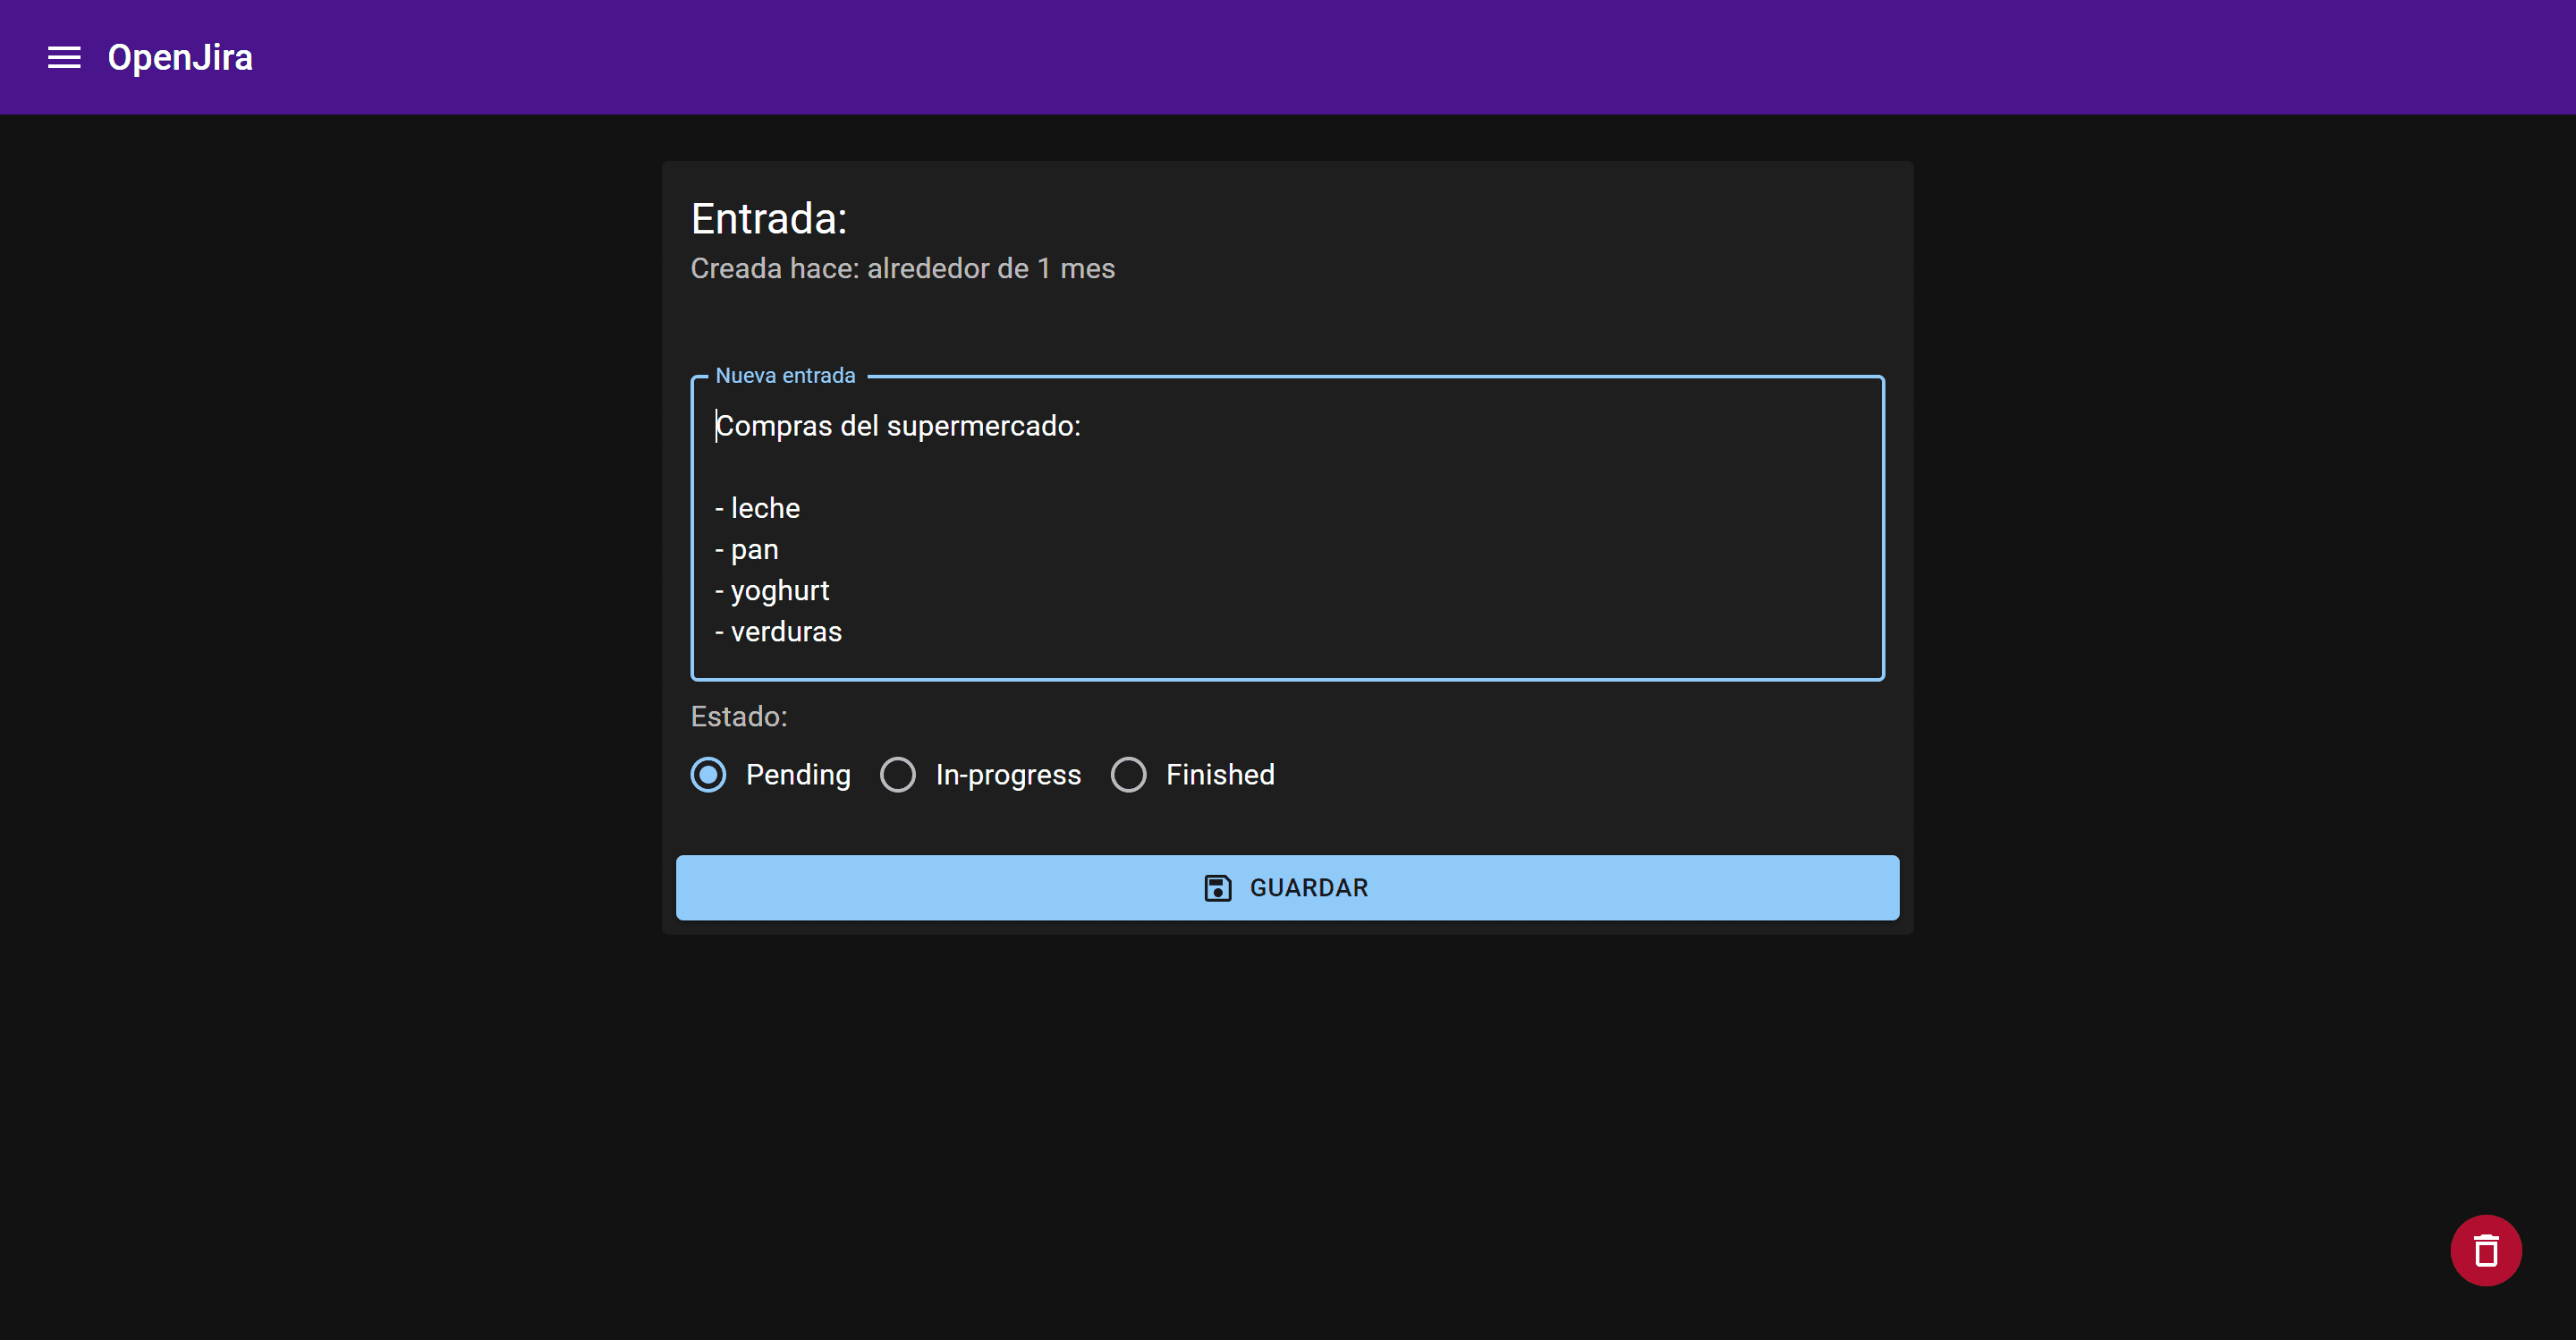 OpenJira
Entrada:
Creada hace: alrededor de 1 mes
Nueva entrada
Compras del supermercado:
- leche
- pan
- yoghurt
- verduras
Estado:
Pending In-progress Finished
GUARDAR